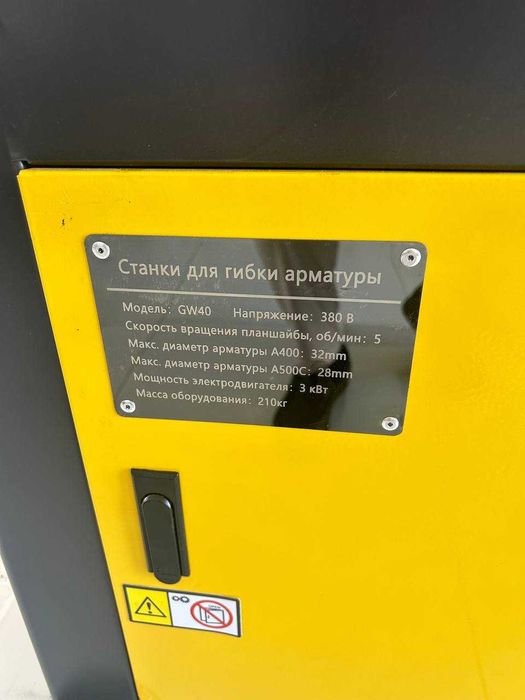 Станки для гибки арматуры
Модель: GW40 Напряжение: 380 В
Скорость вращения планшайбы, об/мин: 5
Макс. диаметр арматуры А400: 32mm
Макс. диаметр арматуры А500С: 28mm
Мощность электродвигателя: 3 кВт
Масса оборудования: 210кг